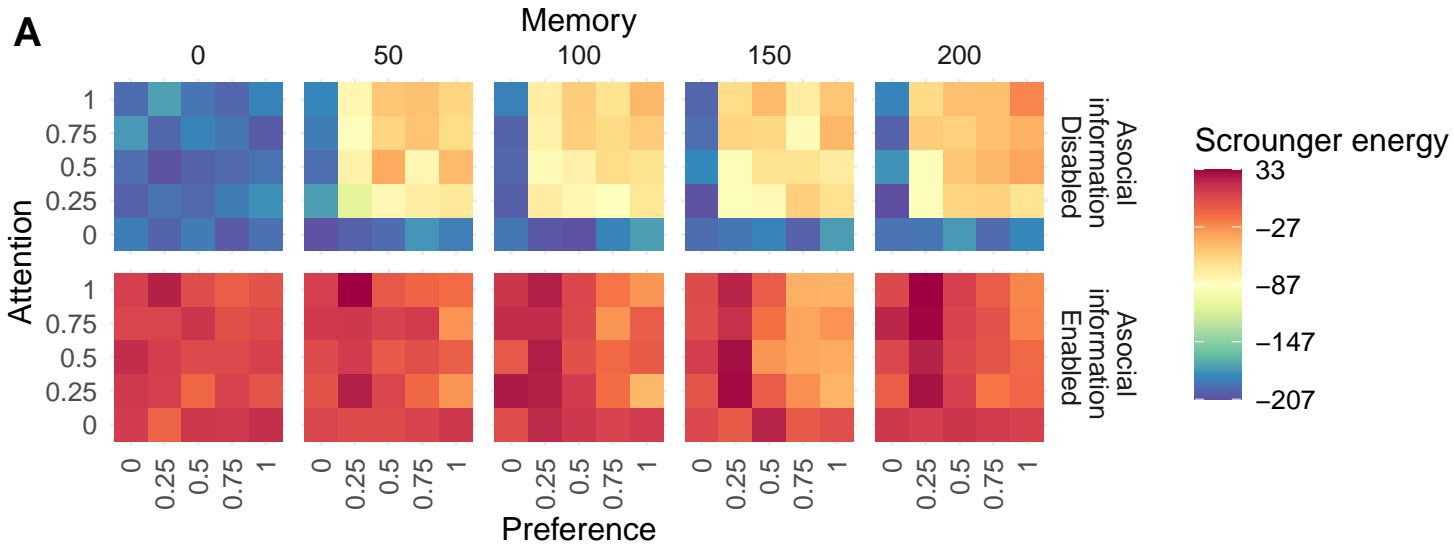 A
Memory
0 50 100 150 200
Attention
1
0.75
0.5
0.25
0
Asocial
information
Disabled
1
0.75
0.5
0.25
0
Asocial
information
Enabled
0 0.25 0.5 0.75 1 0 0.25 0.5 0.75 1 0 0.25 0.5 0.75 1 0 0.25 0.5 0.75 1 0 0.25 0.5 0.75 1
Preference
Scrounger energy
33
−27
−87
−147
−207